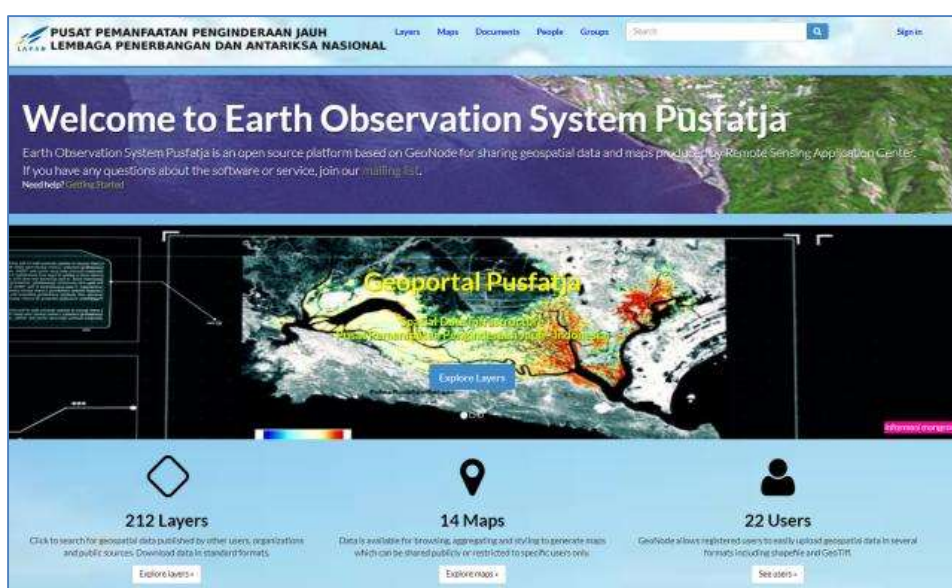 LAPAN
PUSAT PEMANFAATAN PENGINDERAAN JAUH
LEMBAGA PENERBANGAN DAN ANTARIKSA NASIONAL
Layers Maps Documents People Groups Search Sign in
Welcome to Earth Observation System Pusfatja
Earth Observation System Pusfatja is an open source platform based on GeoNode for sharing geospatial data and maps produced by Remote Sensing Application Center.
If you have any questions about the software or service, join our mailing list.
Need help? Getting Started
Geoportal Pusfatja
Spatial Data Infrastructure
Explore Layers
212 Layers
Click to search for geospatial data published by other users, organizations
and public sources. Download data in standard formats.
Explore layers »
14 Maps
Data is available for browsing, aggregating and styling to generate maps
which can be shared publicly or restricted to specific users only.
Explore maps »
22 Users
GeoNode allows registered users to easily upload geospatial data in several
formats including shapefile and GeoTiff.
See users »